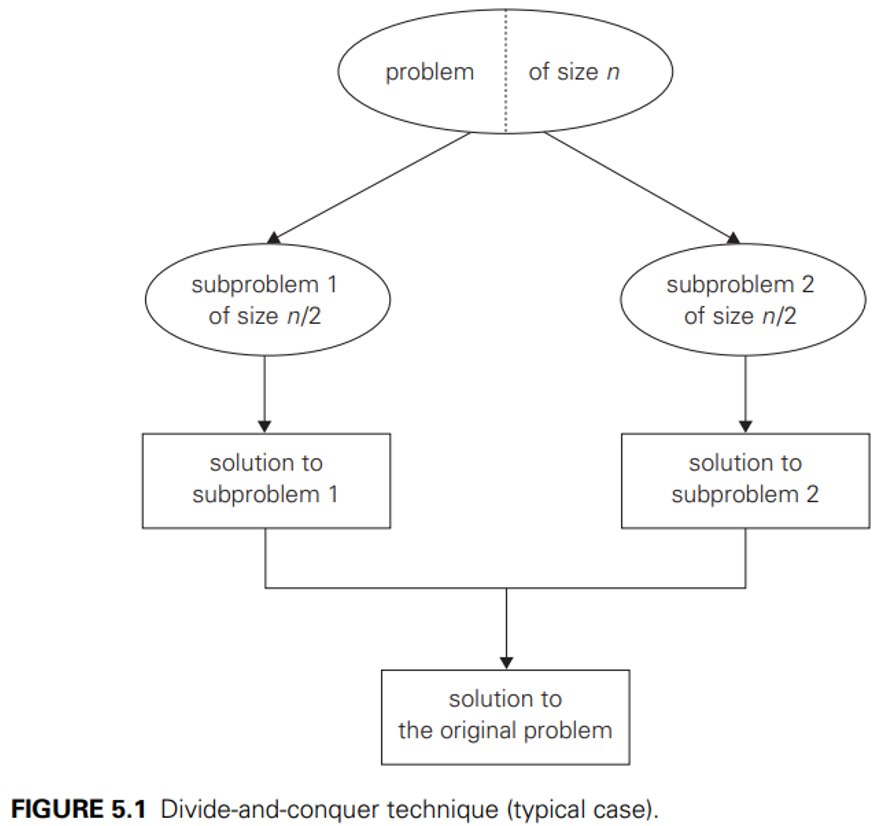 problem of size n
subproblem 1
of size n/2
subproblem 2
of size n/2
solution to
subproblem 1
solution to
subproblem 2
solution to
the original problem
FIGURE 5.1 Divide-and-conquer technique (typical case).